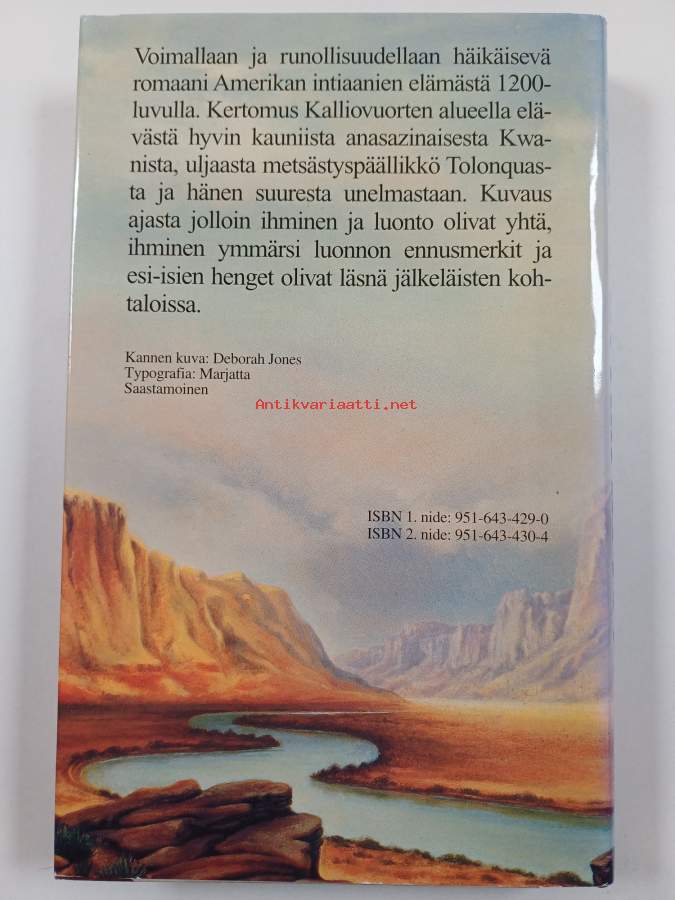 Voimallaan ja runollisuudellaan häikäisevä
romaani Amerikan intiaanien elämästä 1200-
luvulla. Kertomus Kalliovuorten alueella elä-
västä hyvin kauniista anasazinaisesta Kwa-
nista, uljaasta metsästyspäällikkö Tolonquas-
ta ja hänen suuresta unelmastaan. Kuvaus
ajasta jolloin ihminen ja luonto olivat yhtä,
ihminen ymmärsi luonnon ennusmerkit ja
esi-isien henget olivat läsnä jälkeläisten koh-
taloissa.
Kannen kuva: Deborah Jones
Typografia: Marjatta
Saastamoinen
Antikvariaatti.net
ISBN 1. nide: 951-643-429-0
ISBN 2. nide: 951-643-430-4